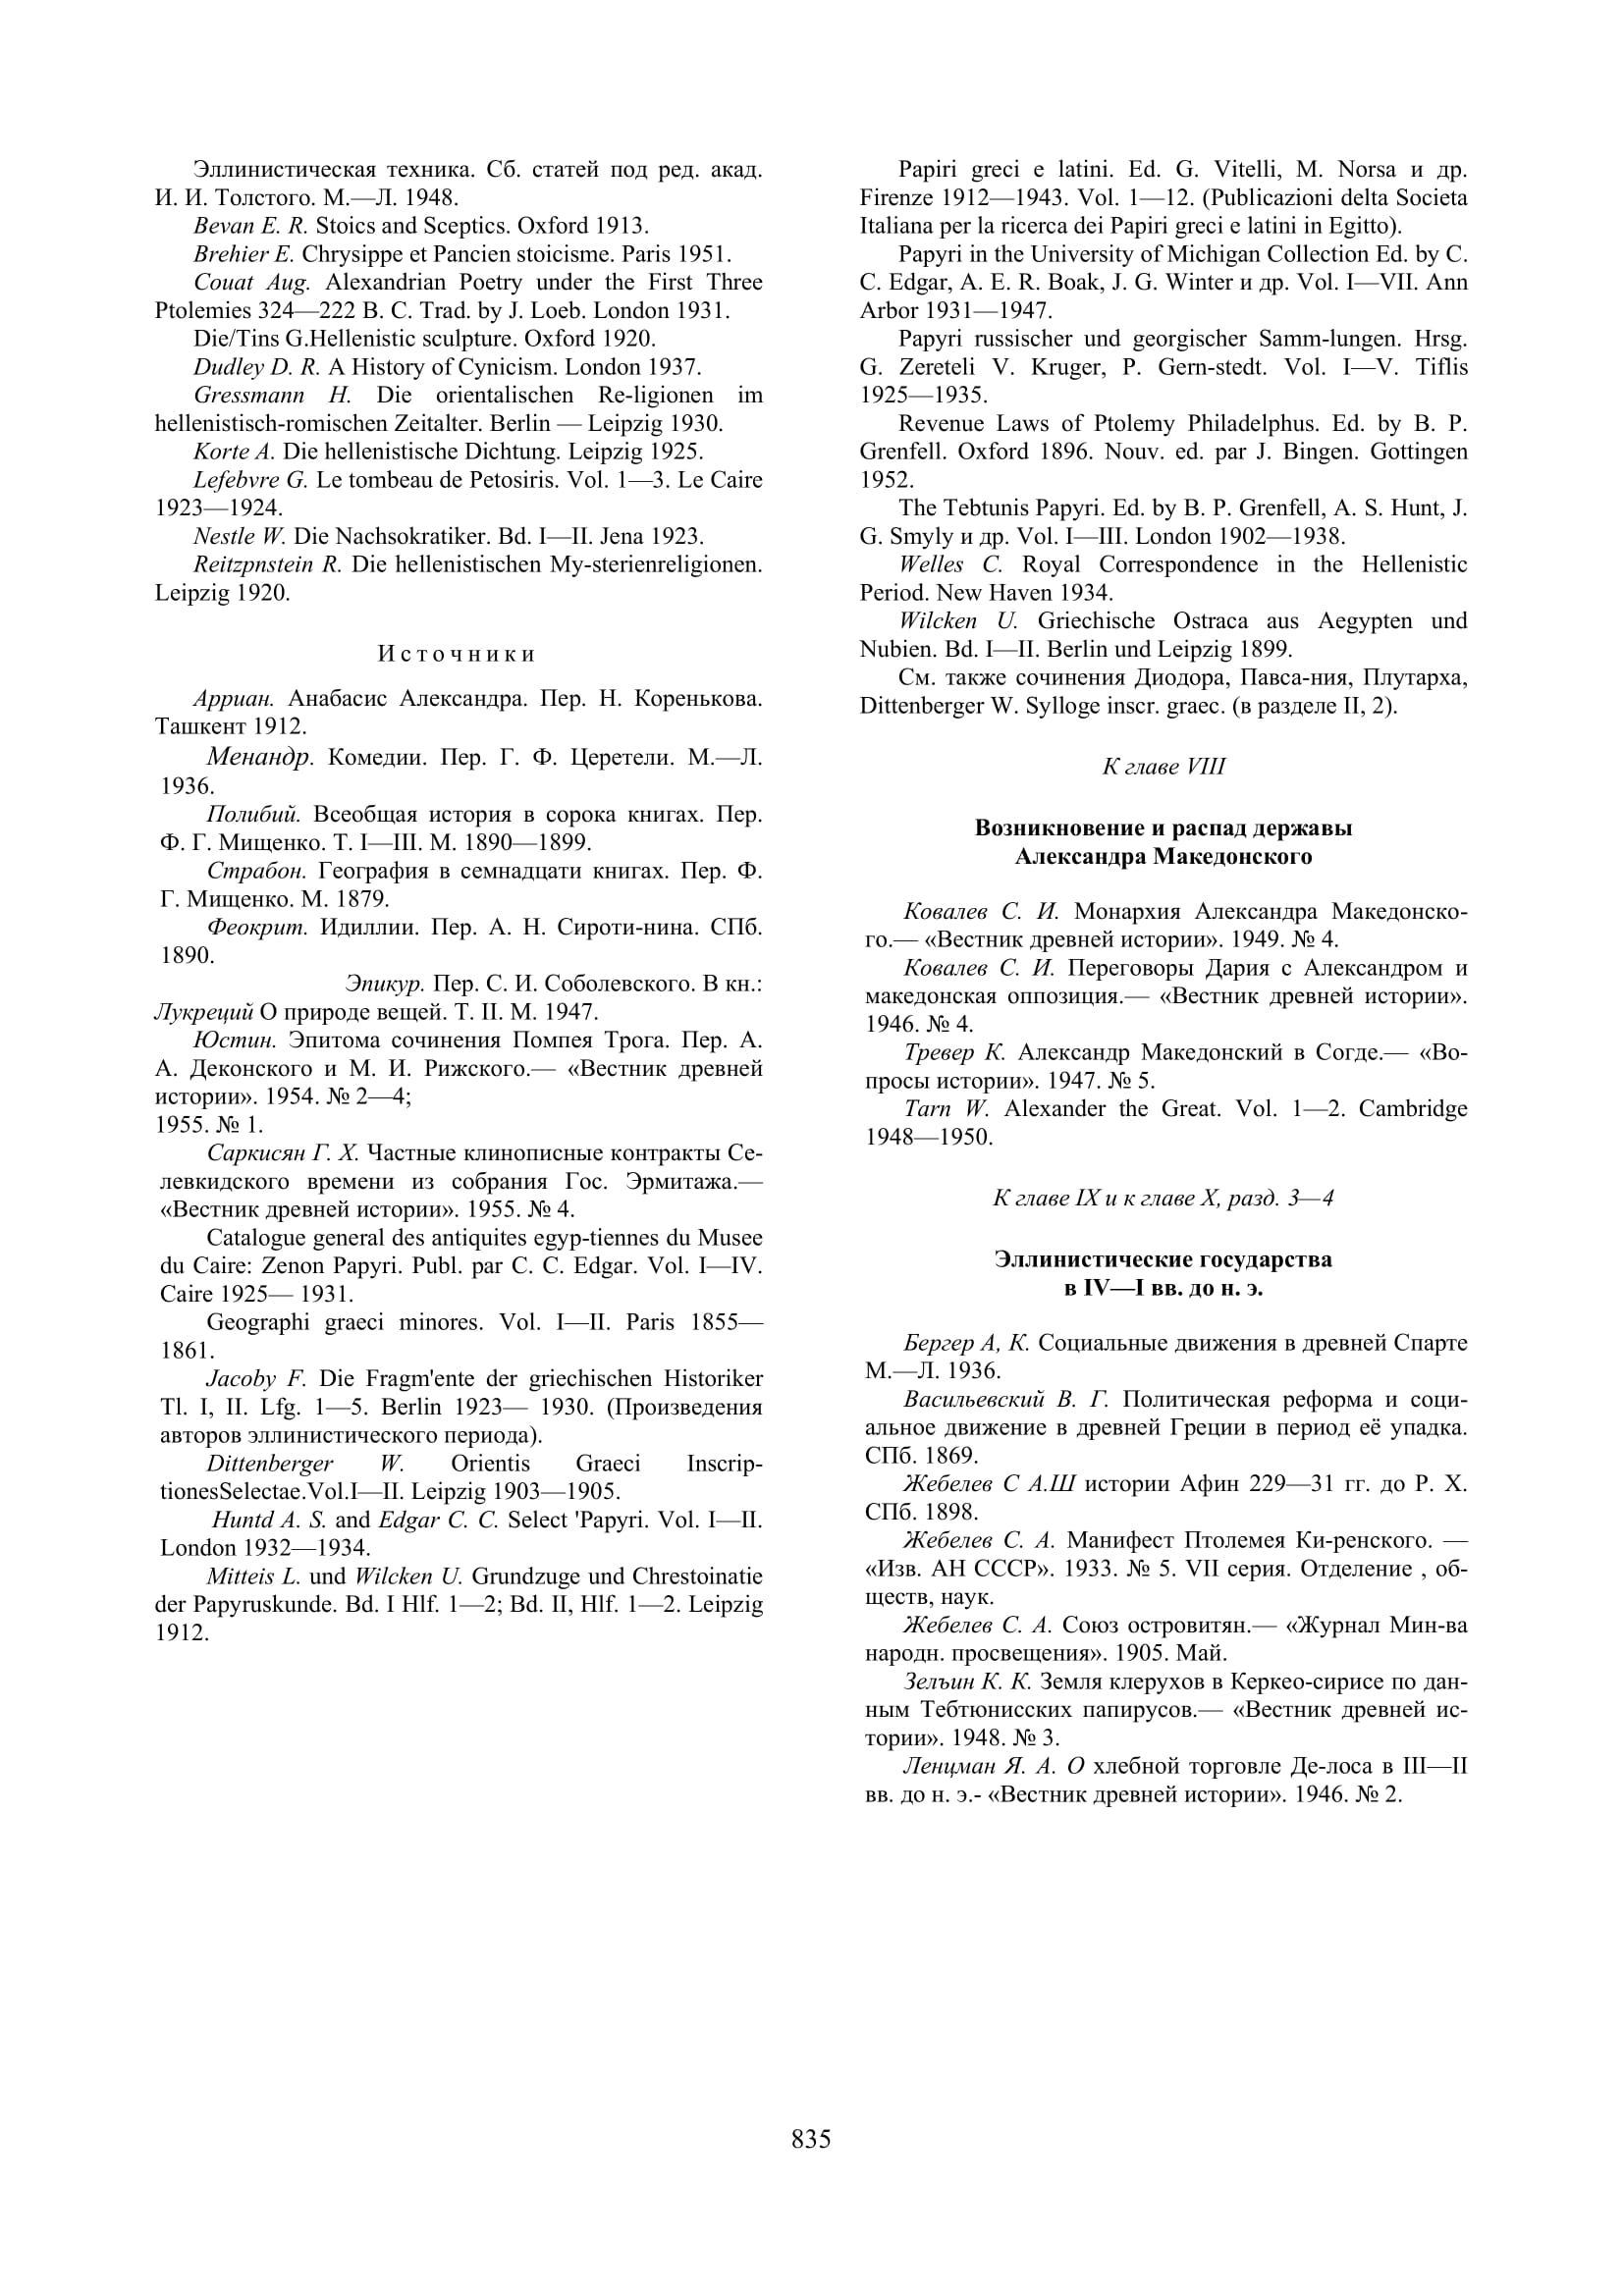 Эллинистическая техника. Сб. статей под ред. акад.
И. И. Толстого. М.—Л. 1948.
Bevan E. R. Stoics and Sceptics. Oxford 1913.
Brehier E. Chrysippe et Pancien stoicisme. Paris 1951.
Couat Aug. Alexandrian Poetry under the First Three
Ptolemies 324—222 B. C. Trad. by J. Loeb. London 1931.
Die/Tins G.Hellenistic sculpture. Oxford 1920.
Dudley D. R. A History of Cynicism. London 1937.
Gressmann H. Die orientalischen Re-ligionen im
hellenistisch-romischen Zeitalter. Berlin — Leipzig 1930.
Korte A. Die hellenistische Dichtung. Leipzig 1925.
Lefebvre G. Le tombeau de Petosiris. Vol. 1—3. Le Caire
1923—1924.
Nestle W. Die Nachsokratiker. Bd. I—II. Jena 1923.
Reitzpnstein R. Die hellenistischen My-sterienreligionen.
Leipzig 1920.
Источники
Арриан. Анабасис Александра. Пер. Н. Коренькова.
Ташкент 1912.
Менандр. Комедии. Пер. Г. Ф. Церетели. М.—Л.
1936.
Полибий. Всеобщая история в сорока книгах. Пер.
Ф. Г. Мищенко. Т. I—III. М. 1890—1899.
Страбон. География в семнадцати книгах. Пер. Ф.
Г. Мищенко. М. 1879.
Феокрит. Идиллии. Пер. А. Н. Сироти-нина. СПб.
1890.
Эпикур. Пер. С. И. Соболевского. В кн.:
Лукреций О природе вещей. Т. II. М. 1947.
Юстин. Эпитома сочинения Помпея Трога. Пер. А.
А. Деконского и М. И. Рижского.— «Вестник древней
истории». 1954. № 2—4;
1955. № 1.
Саркисян Г. X. Частные клинописные контракты Се-
левкидского времени из собрания Гос. Эрмитажа.—
«Вестник древней истории». 1955. № 4.
Catalogue general des antiquites egyp-tiennes du Musee
du Caire: Zenon Papyri. Publ. par C. C. Edgar. Vol. I—IV.
Caire 1925— 1931.
Geographi graeci minores. Vol. I—II. Paris 1855—
1861.
Jacoby F. Die Fragm'ente der griechischen Historiker
Tl. I, II. Lfg. 1—5. Berlin 1923— 1930. (Произведения
авторов эллинистического периода).
Dittenberger W. Orientis Graeci Inscrip-
tionesSelectae.Vol.I—II. Leipzig 1903—1905.
Huntd A. S. and Edgar C. C. Select 'Papyri. Vol. I—II.
London 1932—1934.
Mitteis L. und Wilcken U. Grundzuge und Chrestoinatie
der Papyruskunde. Bd. I Hlf. 1—2; Bd. II, Hlf. 1—2. Leipzig
1912.
Papiri greci e latini. Ed. G. Vitelli, M. Norsa и др.
Firenze 1912—1943. Vol. 1—12. (Publicazioni delta Societa
Italiana per la ricerca dei Papiri greci e latini in Egitto).
Papyri in the University of Michigan Collection Ed. by C.
C. Edgar, A. E. R. Boak, J. G. Winter и др. Vol. I—VII. Ann
Arbor 1931—1947.
Papyri russischer und georgischer Samm-lungen. Hrsg.
G. Zereteli V. Kruger, P. Gern-stedt. Vol. I—V. Tiflis
1925—1935.
Revenue Laws of Ptolemy Philadelphus. Ed. by B. P.
Grenfell. Oxford 1896. Nouv. ed. par J. Bingen. Gottingen
1952.
The Tebtunis Papyri. Ed. by B. P. Grenfell, A. S. Hunt, J.
G. Smyly и др. Vol. I—III. London 1902—1938.
Welles C. Royal Correspondence in the Hellenistic
Period. New Haven 1934.
Wilcken U. Griechische Ostraca aus Aegypten und
Nubien. Bd. I—II. Berlin und Leipzig 1899.
См. также сочинения Диодора, Павса-ния, Плутарха,
Dittenberger W. Sylloge inscr. graec. (в разделе II, 2).
К главе VIII
Возникновение и распад державы
Александра Македонского
Ковалев С. И. Монархия Александра Македонско-
го.— «Вестник древней истории». 1949. № 4.
Ковалев С. И. Переговоры Дария с Александром и
македонская оппозиция.— «Вестник древней истории».
1946. № 4.
Тревер К. Александр Македонский в Согде.— «Во-
просы истории». 1947. № 5.
Tarn W. Alexander the Great. Vol. 1—2. Cambridge
1948—1950.
К главе IX и к главе X, разд. 3—4
Эллинистические государства
в IV—I вв. до н. э.
Бергер А, К. Социальные движения в древней Спарте
М.—Л. 1936.
Васильевский В. Г. Политическая реформа и соци-
альное движение в древней Греции в период её упадка.
СПб. 1869.
Жебелев С А.Ш истории Афин 229—31 гг. до Р. X.
СПб. 1898.
Жебелев С. А. Манифест Птолемея Ки-ренского. —
«Изв. АН СССР». 1933. № 5. VII серия. Отделение , об-
ществ, наук.
Жебелев С. А. Союз островитян.— «Журнал Мин-ва
народн. просвещения». 1905. Май.
Зелъин К. К. Земля клерухов в Керкео-сирисе по дан-
ным Тебтюнисских папирусов.— «Вестник древней ис-
тории». 1948. № 3.
Ленцман Я. А. О хлебной торговле Де-лоса в III—II
вв. до н. э.- «Вестник древней истории». 1946. № 2.
835